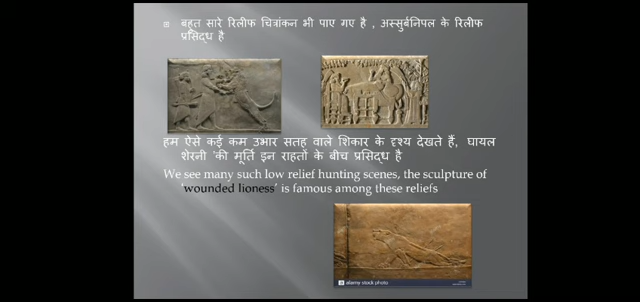 बहुत सारे रिलीफ चित्रांकन भी पाए गए है , अस्सुर्बनिपल के रिलीफ
प्रसिद्ध है
हम ऐसे कई कम उभार सतह वाले शिकार के दृश्य देखते हैं, घायल
शेरनी 'की मूर्ति इन राहतों के बीच प्रसिद्ध है
We see many such low relief hunting scenes, the sculpture of
'wounded lioness' is famous among these reliefs
alamy stock photo